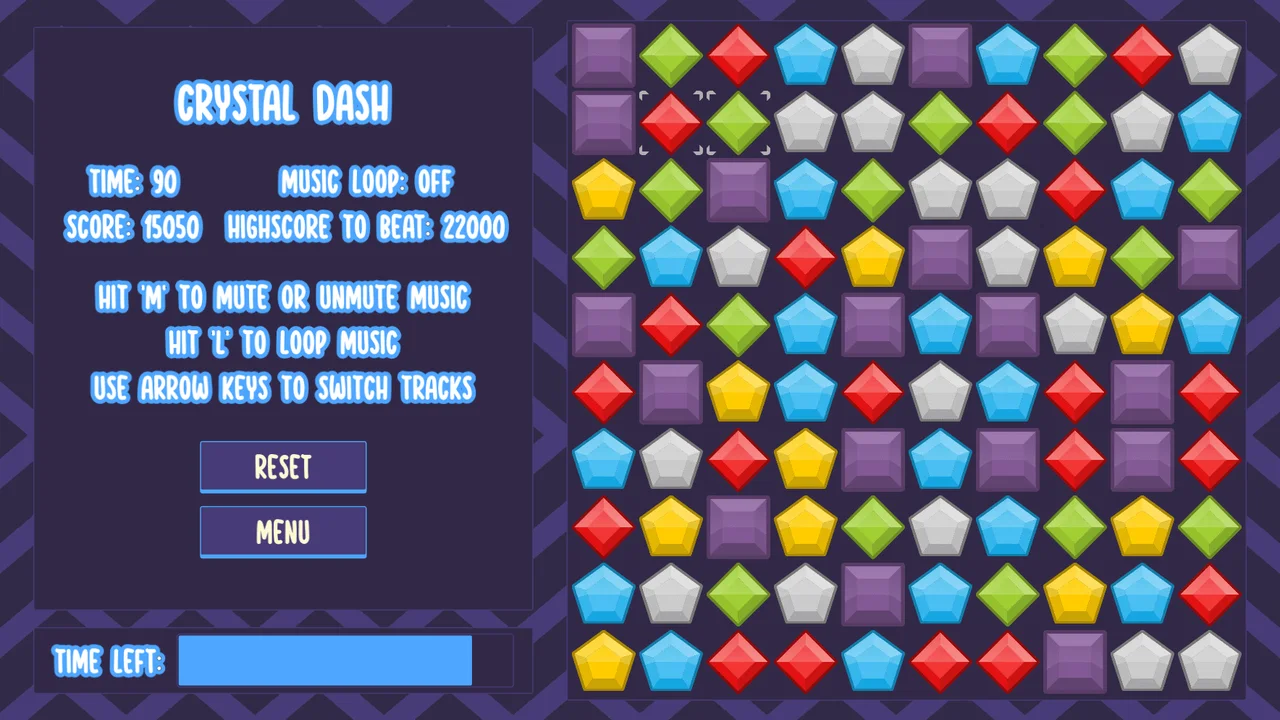 CRYSTAL DASH
TIME: 90 MUSIC LOOP: OFF
SCORE: 15050 HIGHSCORE TO BEAT: 22000
HIT 'M' TO MUTE OR UNMUTE MUSIC
HIT 'L' TO LOOP MUSIC
USE ARROW KEYS TO SWITCH TRACKS
RESET
MENU
TIME LEFT: